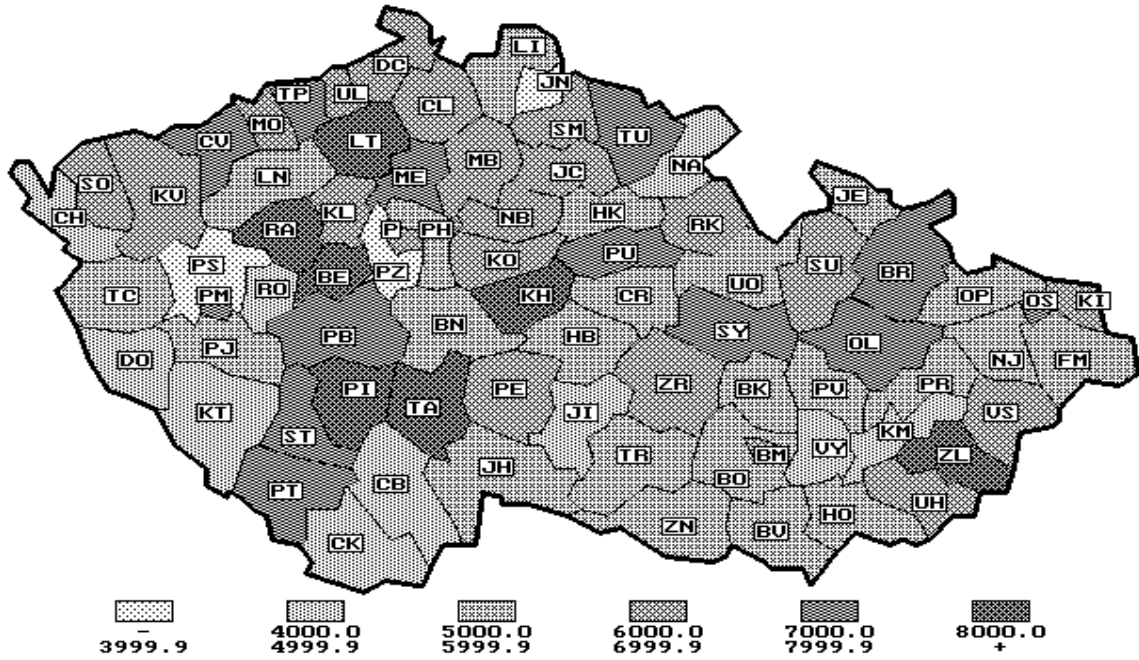 LI
DC
JN
TP UL CL
MO SM
CV LT TU
MB NA
LN ME JC
SO KV JE
CH KL NB HK RK
RA P PH
PS BE PZ KO PU SU BR
TC PM RO KH CR UO OP OS KI
PB BN SY
DO PJ HB OL NJ FM
PI PE ZR BK PV PR
KT TA JI VS
ST KM
TR BM VY ZL
PT CB JH BO
UH
HO
CK ZN BV
- 4000.0 5000.0 6000.0 7000.0 8000.0
3999.9 4999.9 5999.9 6999.9 7999.9 +